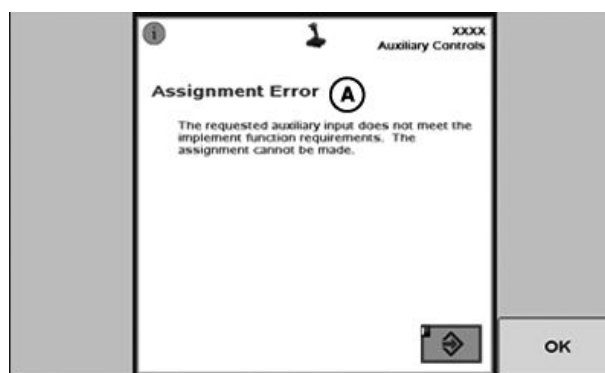 XXXX
Auxiliary Controls
Assignment Error A
The requested auxiliary input does not meet the
implement function requirements. The
assignment cannot be made.
OK